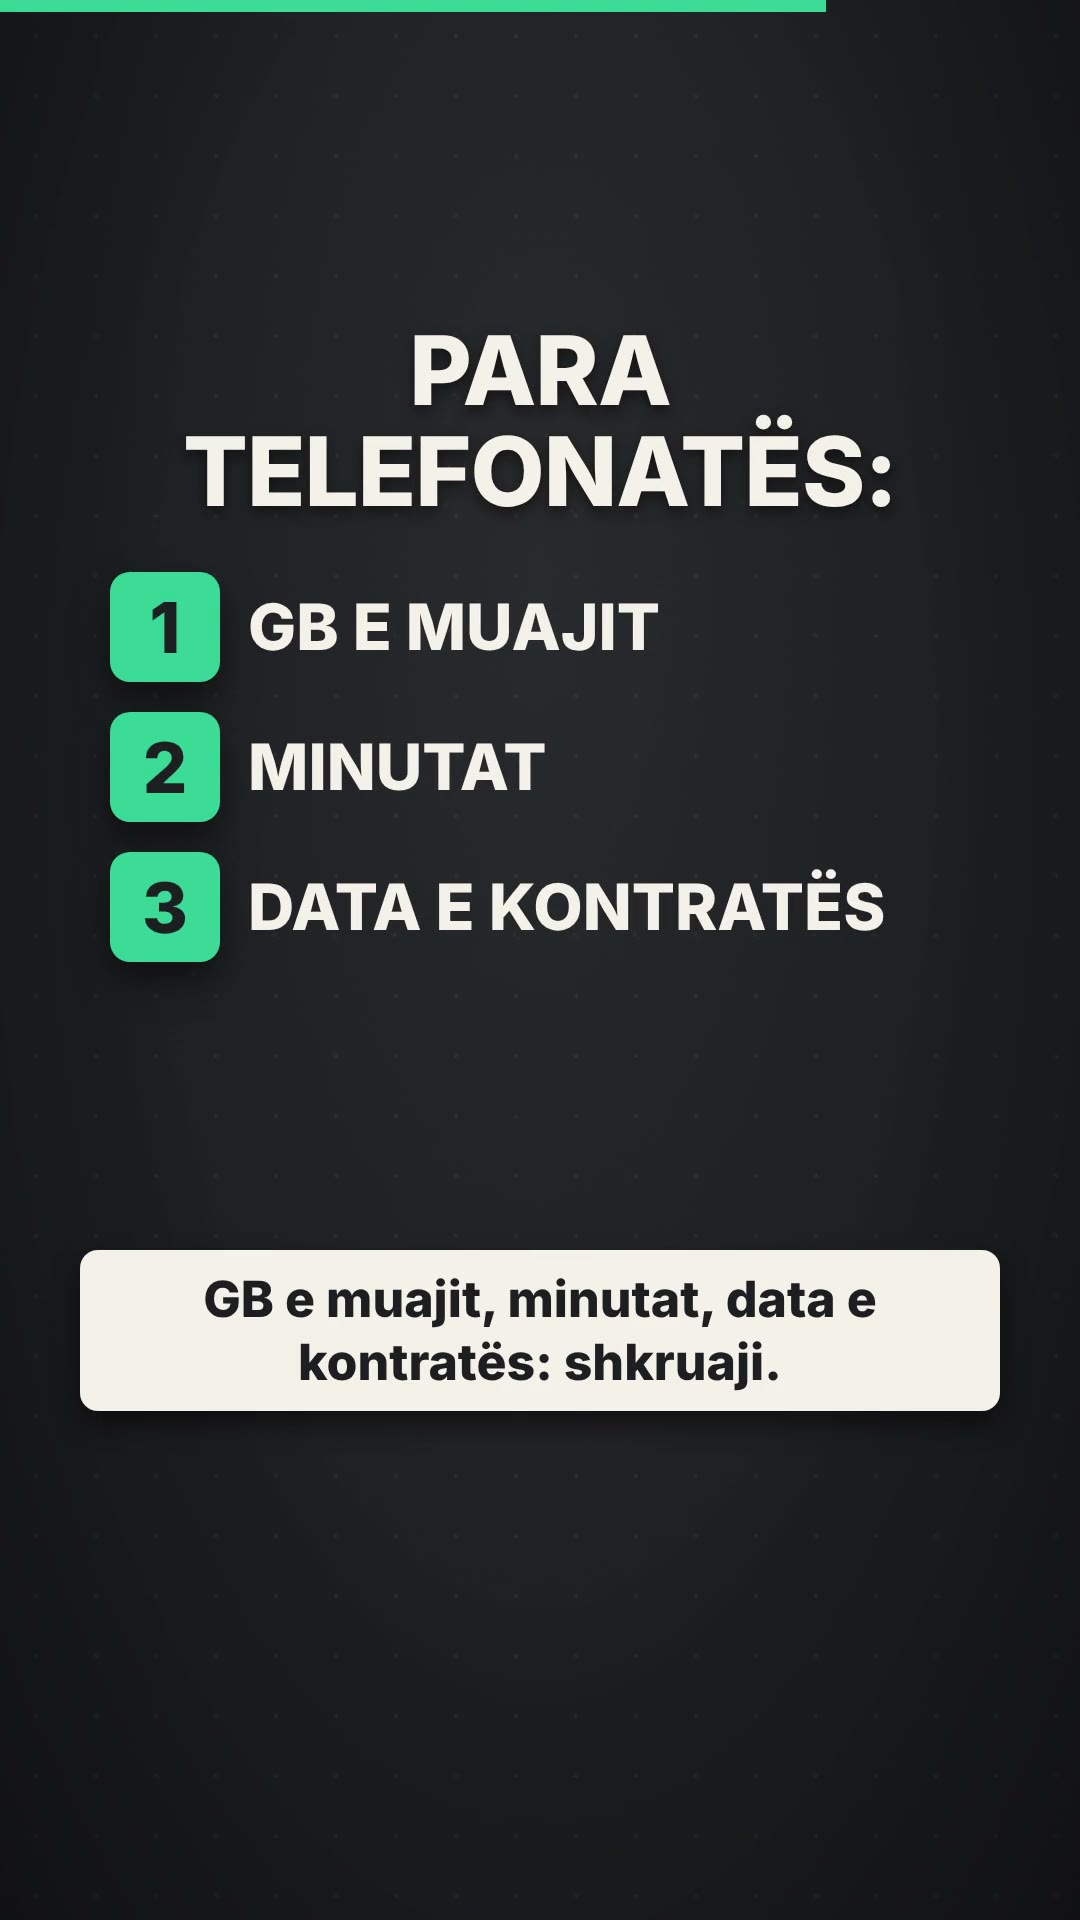 PARA
TELEFONATËS:
1 GB E MUAJIT
2 MINUTAT
3 DATA E KONTRATËS
GB e muajit, minutat, data e
kontratës: shkruaji.